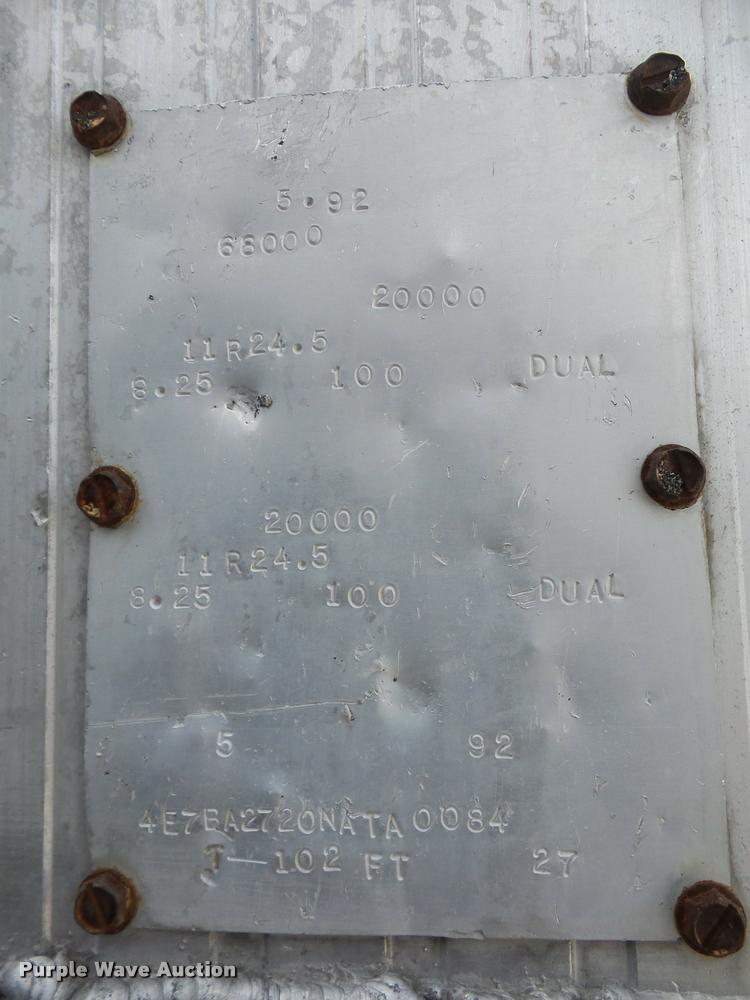 5.92
68000
20000
11R24.5
8.25 100 DUAL
20000
11R24.5
8.25 100 DUAL
5 92
4E7BA2720NATA0084
T-102 FT 27
Purple Wave Auction